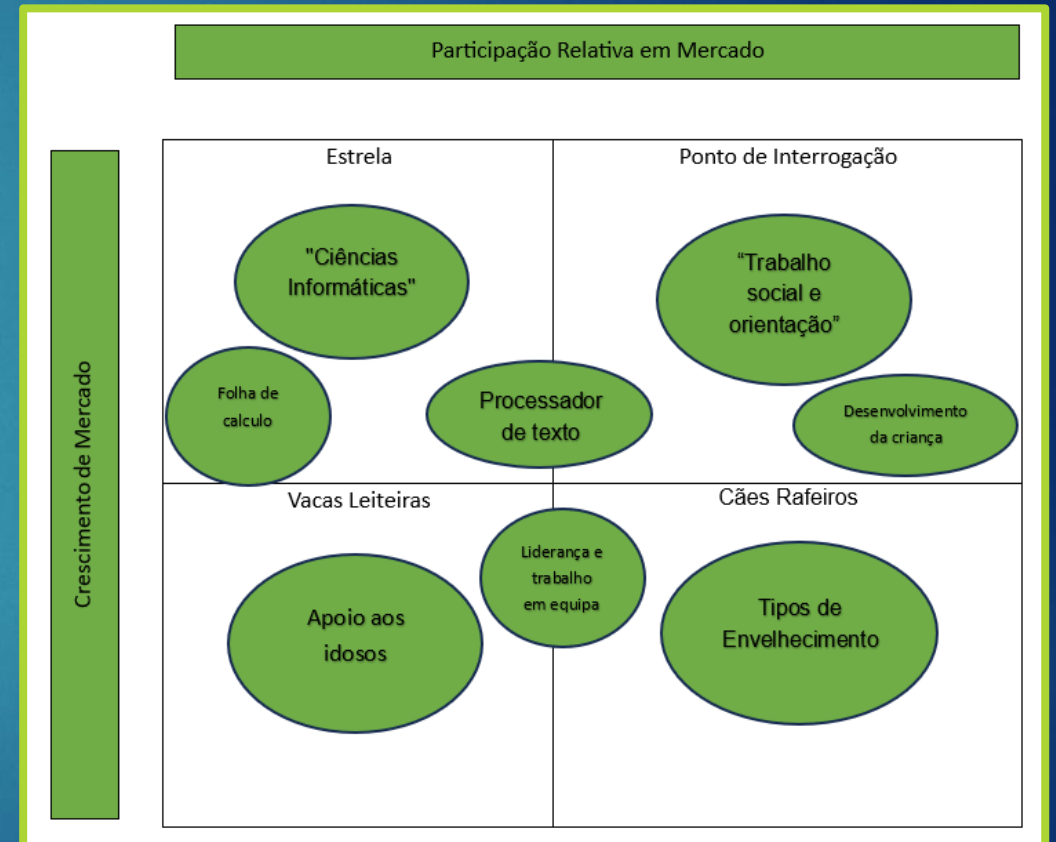 Participação Relativa em Mercado
Crescimento de Mercado
Estrela
Ponto de Interrogação
"Ciências
Informáticas"
“Trabalho
social e
orientação”
Folha de
calculo
Processador
de texto
Desenvolvimento
da criança
Vacas Leiteiras
Cães Rafeiros
Liderança e
trabalho
em equipa
Apoio aos
idosos
Tipos de
Envelhecimento